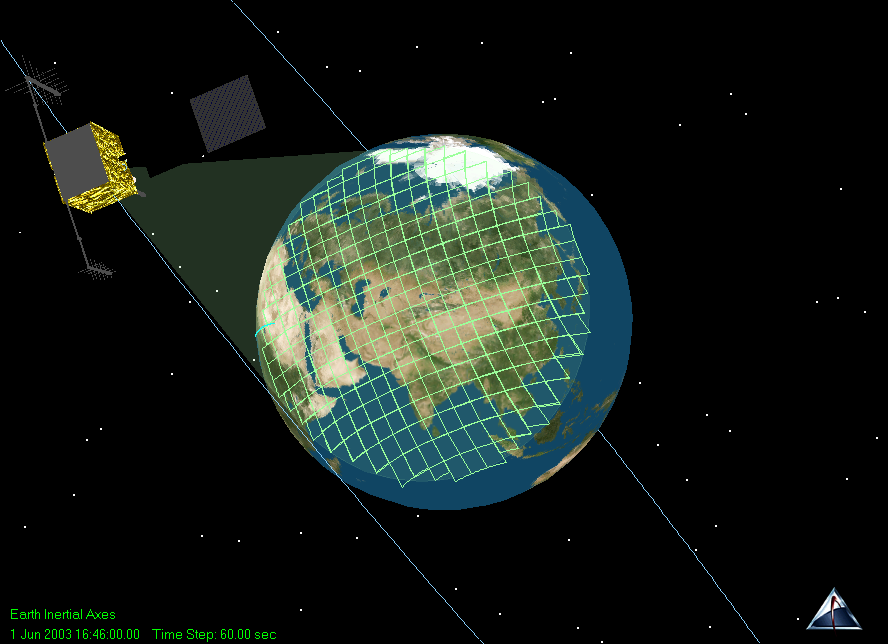 Earth Inertial Axes
1 Jun 2003 16:46:00.00 Time Step: 60.00 sec